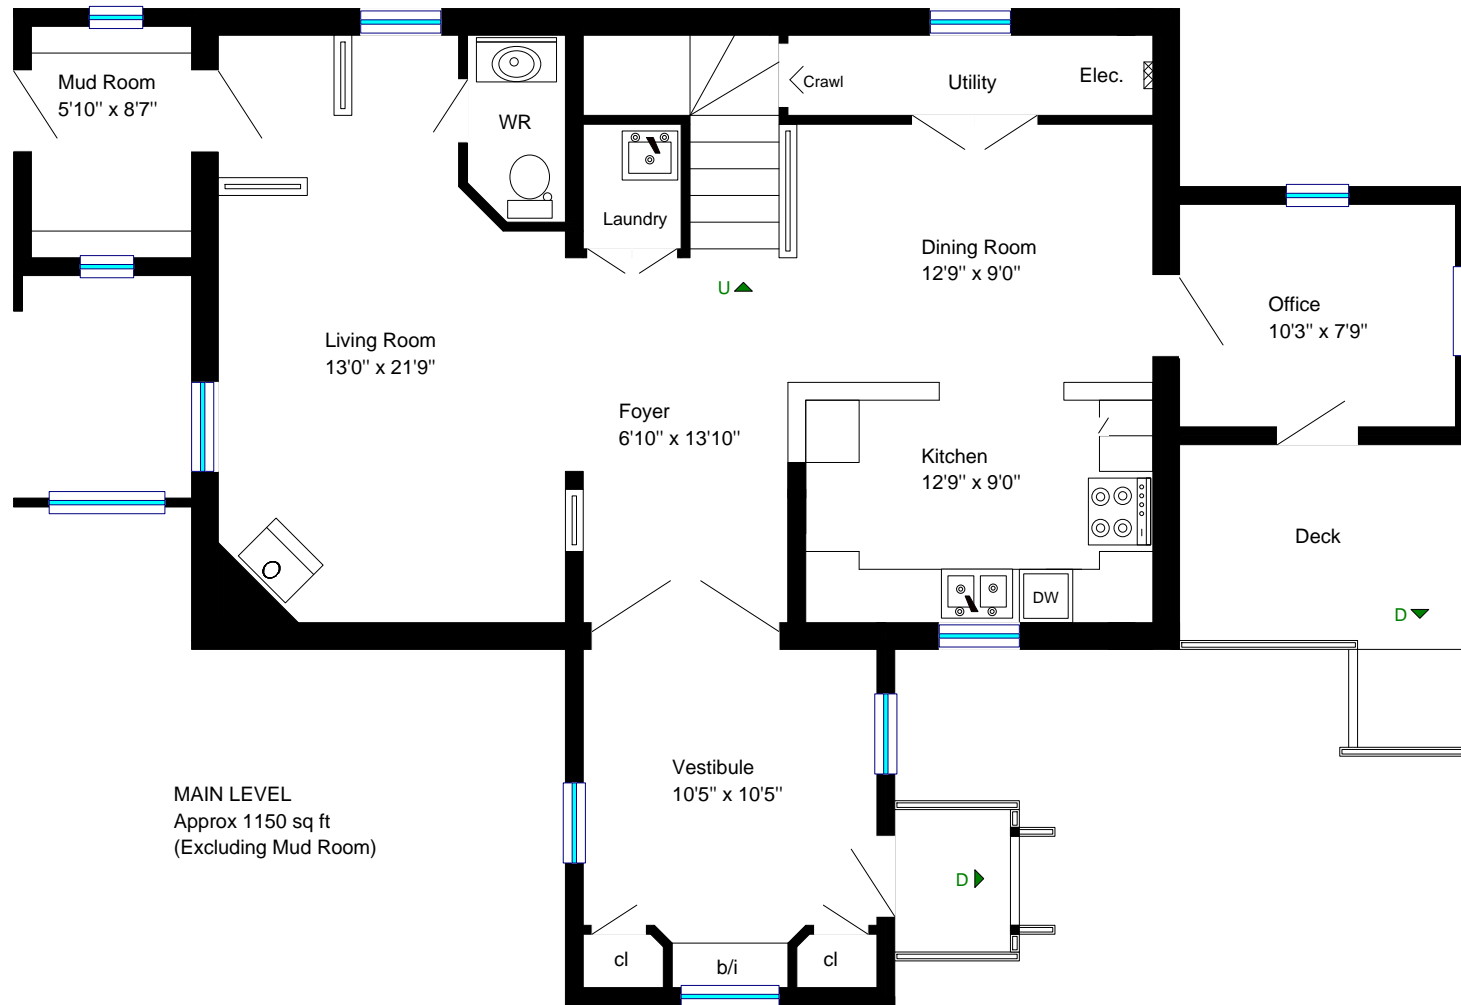 Mud Room
5'10" x 8'7"
WR
Crawl
Utility
Elec.
Laundry
Dining Room
12'9" x 9'0"
U
Office
10'3" x 7'9"
Living Room
13'0" x 21'9"
Foyer
6'10" x 13'10"
Kitchen
12'9" x 9'0"
Deck
DW
D
Vestibule
10'5" x 10'5"
MAIN LEVEL
Approx 1150 sq ft
(Excluding Mud Room)
D
cl
b/i
cl